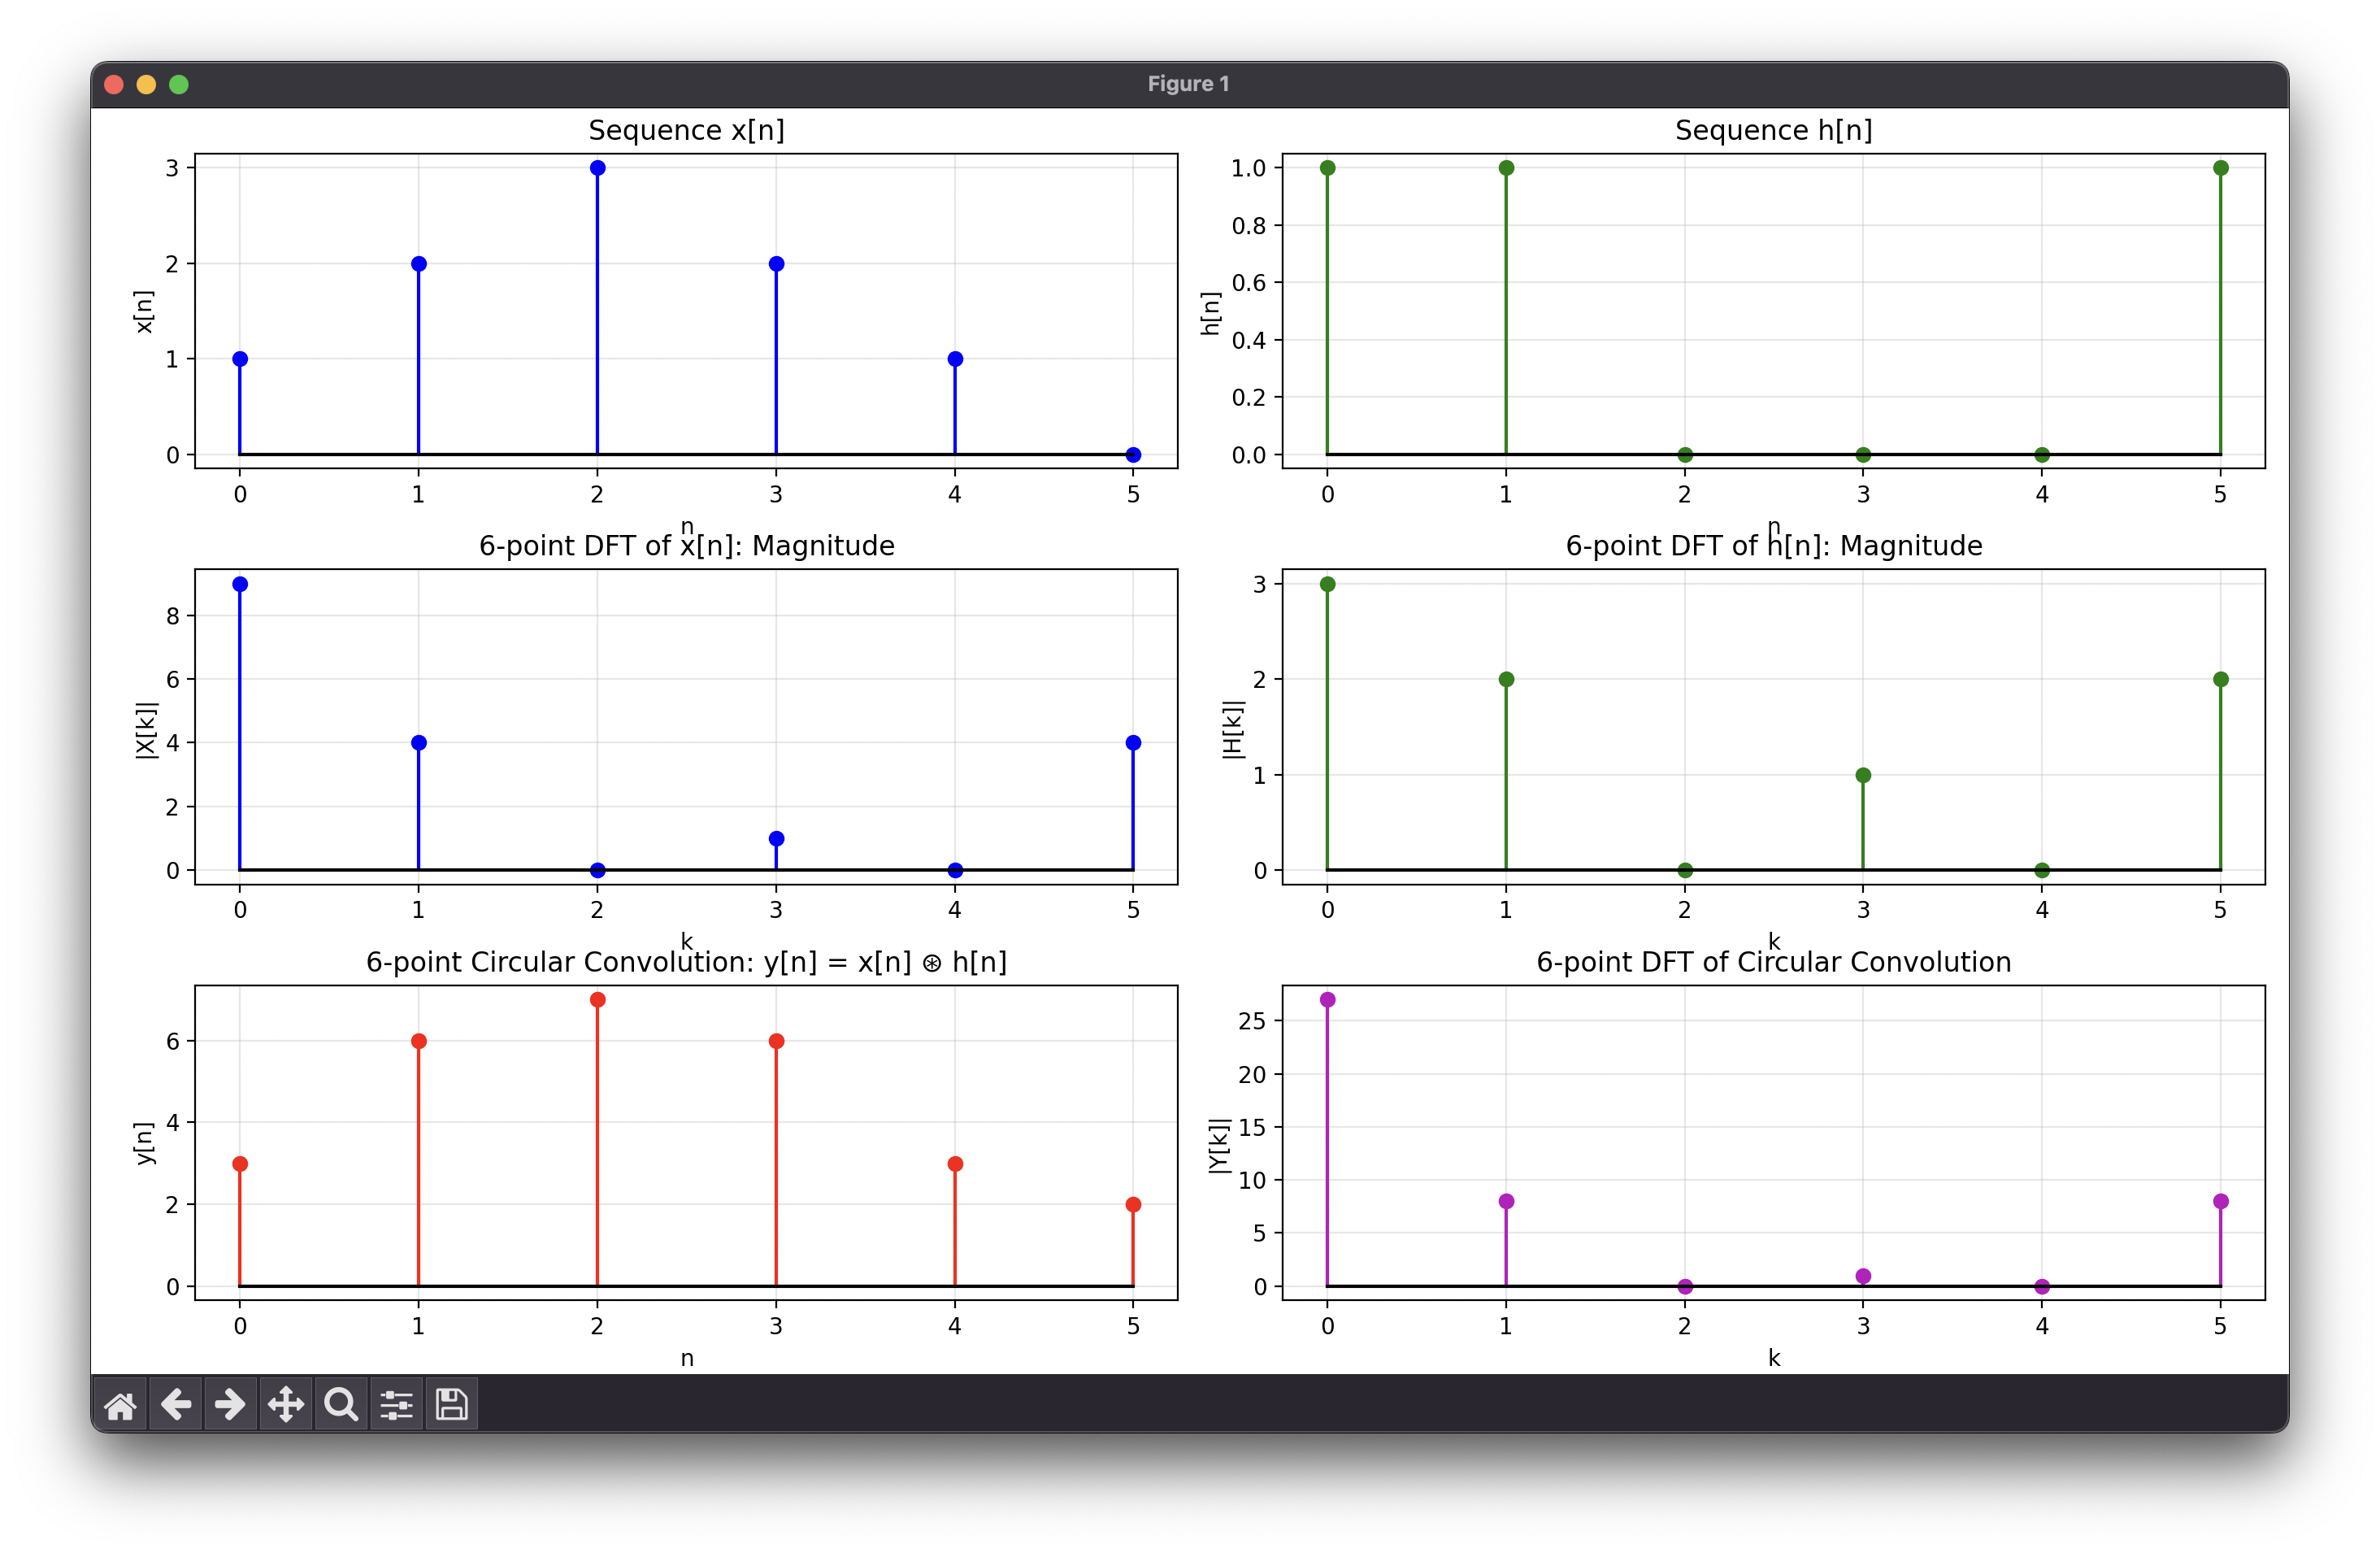 Figure 1
Sequence x[n]
3
2
1
0
x[n]
0 1 2 3 4 5
n
Sequence h[n]
1.0
0.8
0.6
0.4
0.2
0.0
h[n]
0 1 2 3 4 5
n
6-point DFT of x[n]: Magnitude
8
6
4
2
0
|X[k]|
0 1 2 3 4 5
k
6-point DFT of h[n]: Magnitude
3
2
1
0
|H[k]|
0 1 2 3 4 5
k
6-point Circular Convolution: y[n] = x[n] ⊛ h[n]
6
4
2
0
y[n]
0 1 2 3 4 5
n
6-point DFT of Circular Convolution
25
20
15
10
5
0
|Y[k]|
0 1 2 3 4 5
k